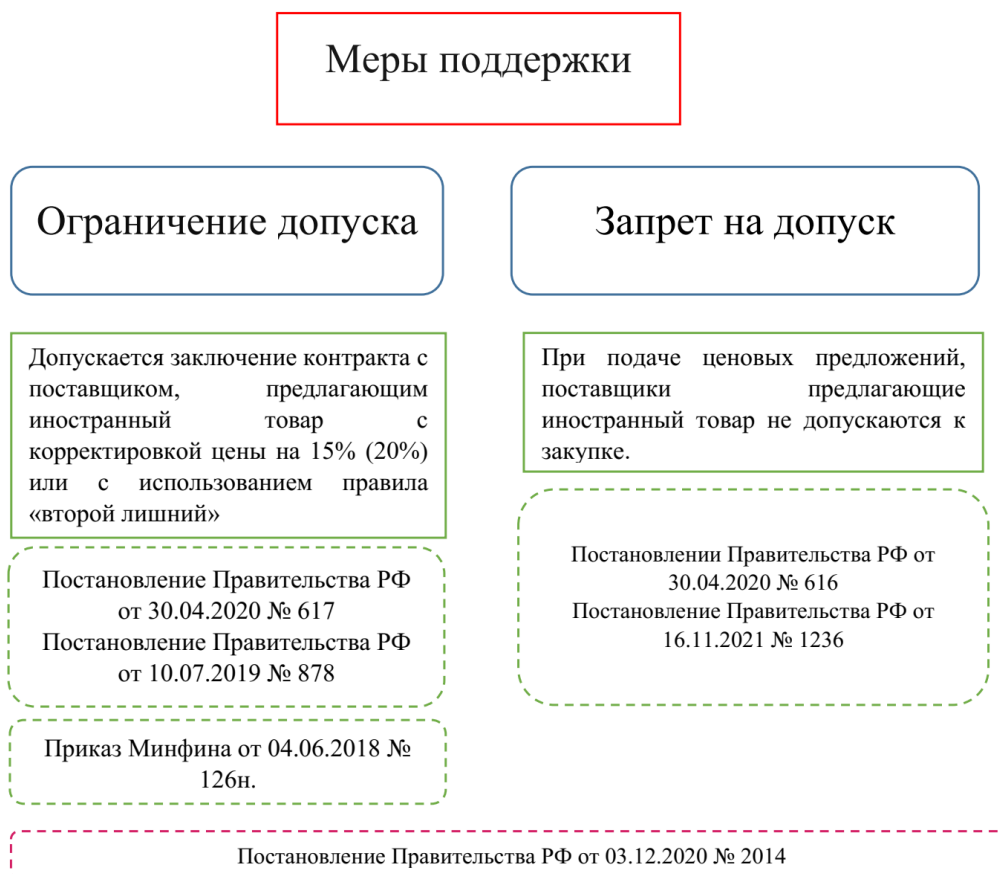 Меры поддержки
Ограничение допуска
Допускается заключение контракта с
поставщиком, предлагающим
иностранный товар с
корректировкой цены на 15% (20%)
или с использованием правила
«второй лишний»
Постановление Правительства РФ
от 30.04.2020 № 617
Постановление Правительства РФ
от 10.07.2019 № 878
Приказ Минфина от 04.06.2018 №
126н.
Запрет на допуск
При подаче ценовых предложений,
поставщики предлагающие
иностранный товар не допускаются к
закупке.
Постановлении Правительства РФ от
30.04.2020 № 616
Постановление Правительства РФ от
16.11.2021 № 1236
Постановление Правительства РФ от 03.12.2020 № 2014